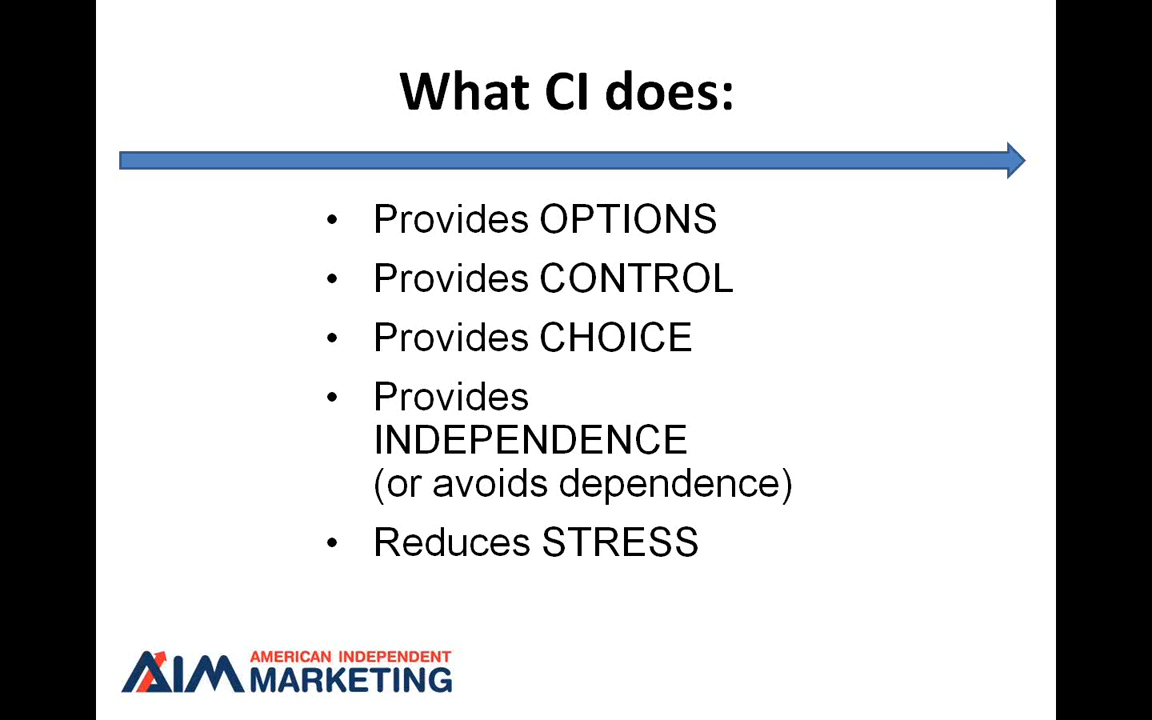 What CI does:
• Provides OPTIONS
• Provides CONTROL
• Provides CHOICE
• Provides
INDEPENDENCE
(or avoids dependence)
• Reduces STRESS
AIM AMERICAN INDEPENDENT
MARKETING